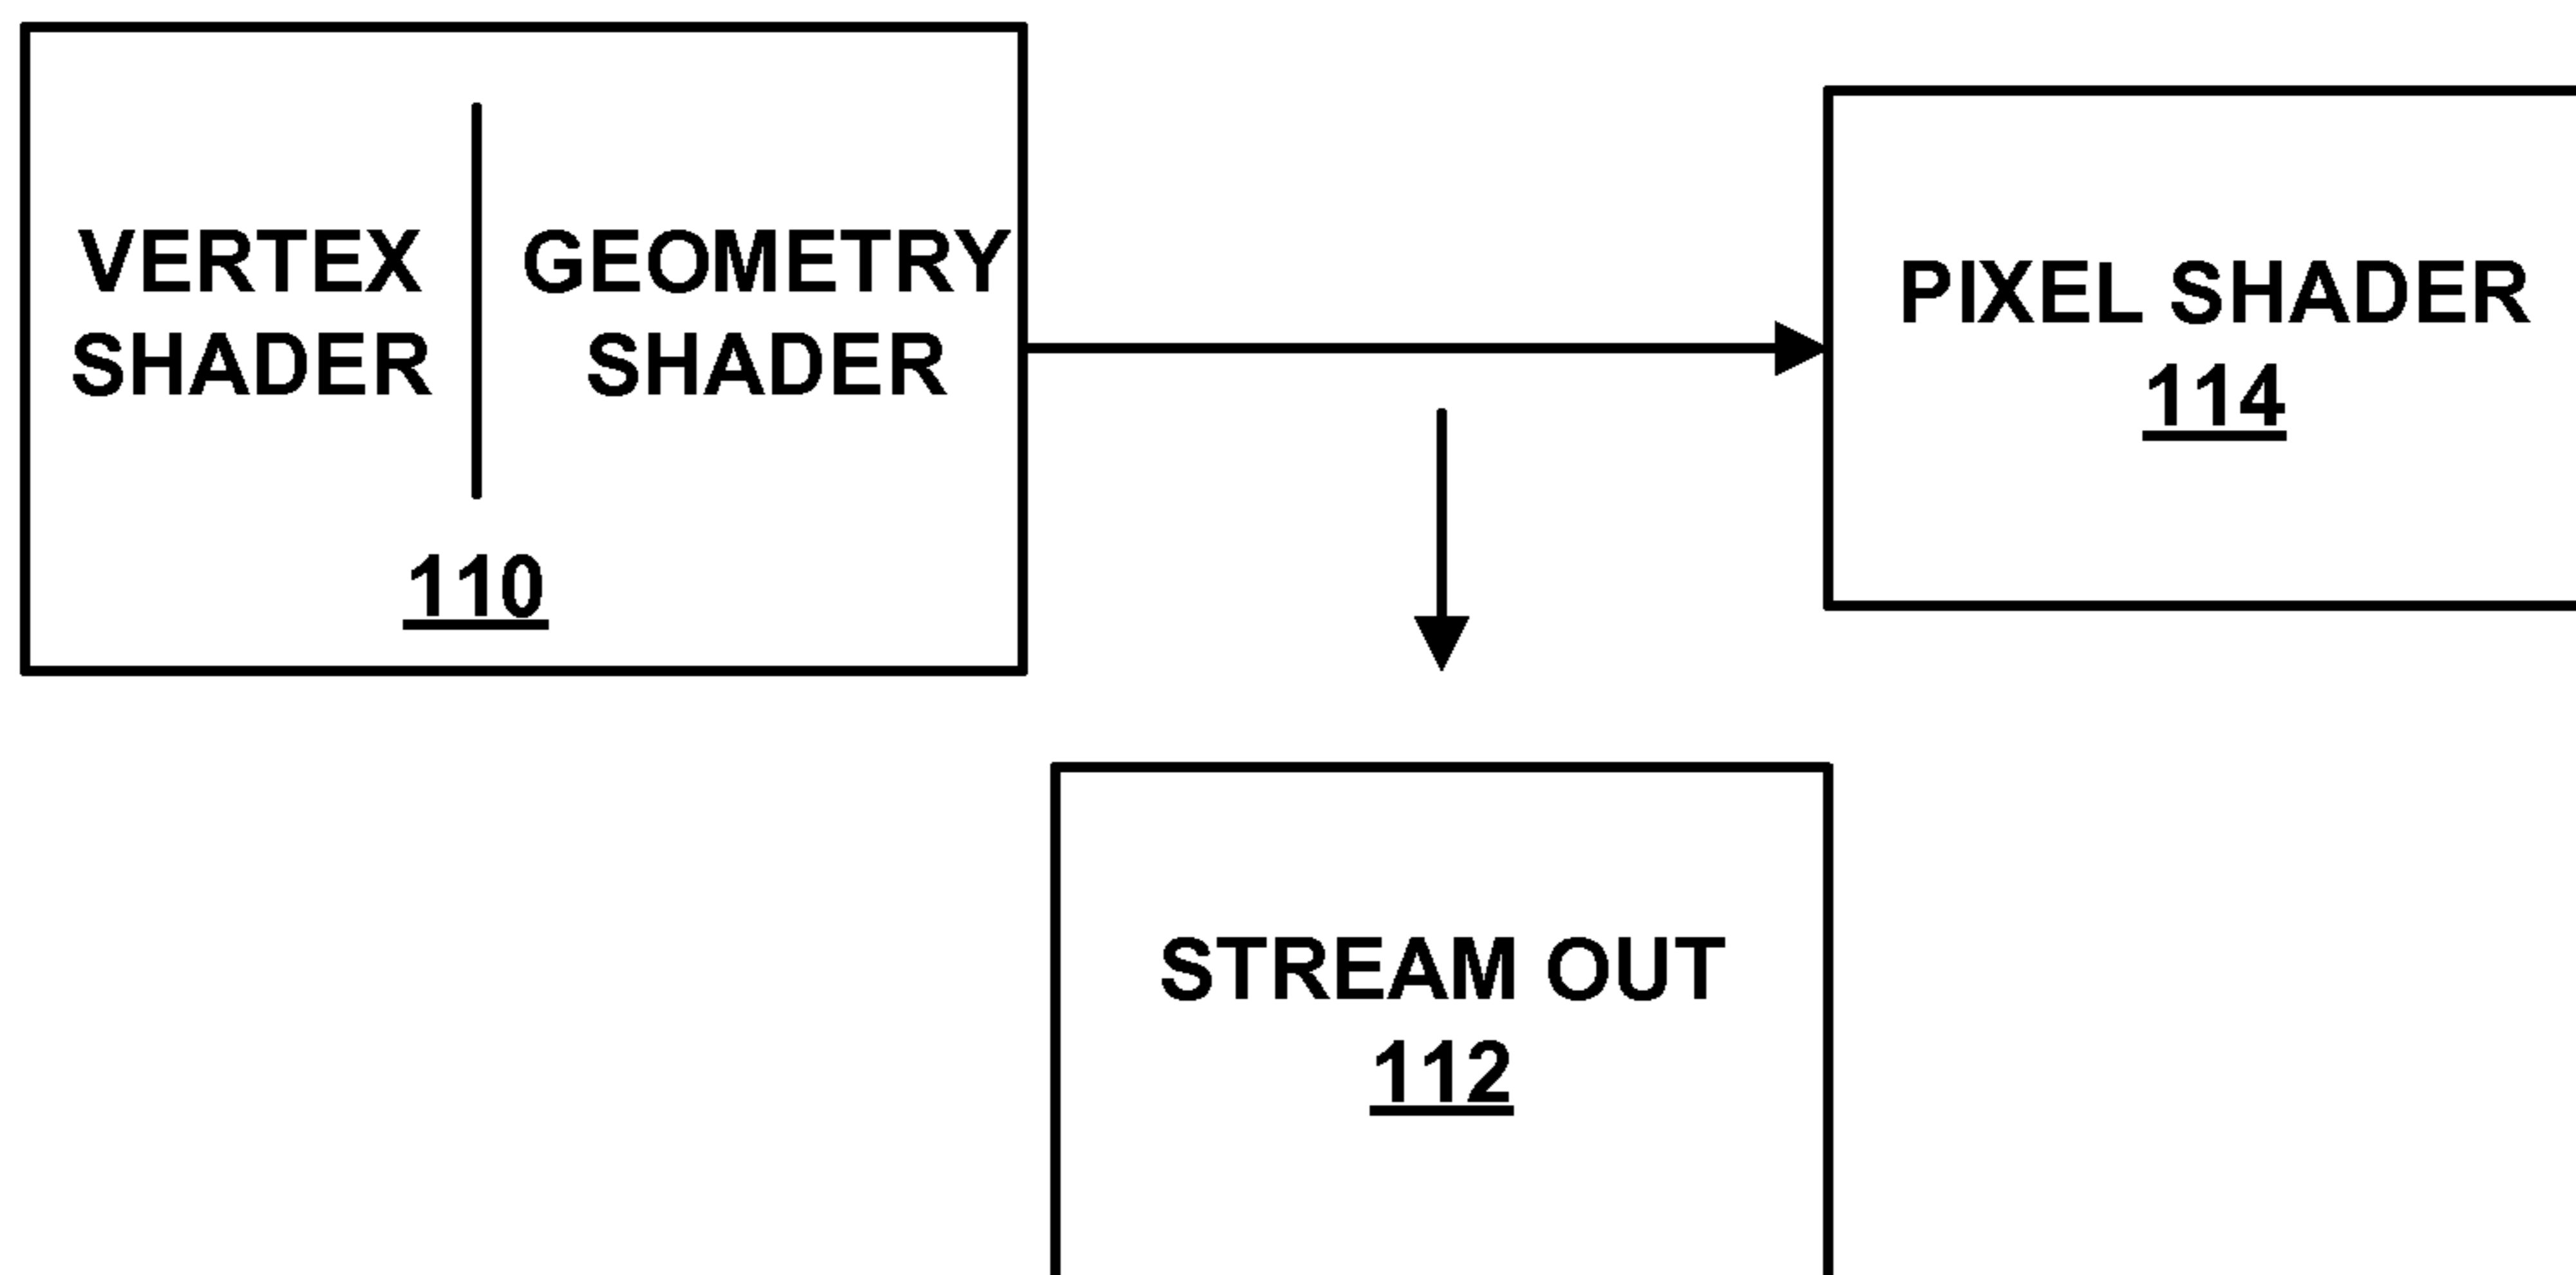 VERTEX
SHADER
GEOMETRY
SHADER
110
PIXEL SHADER
114
STREAM OUT
112